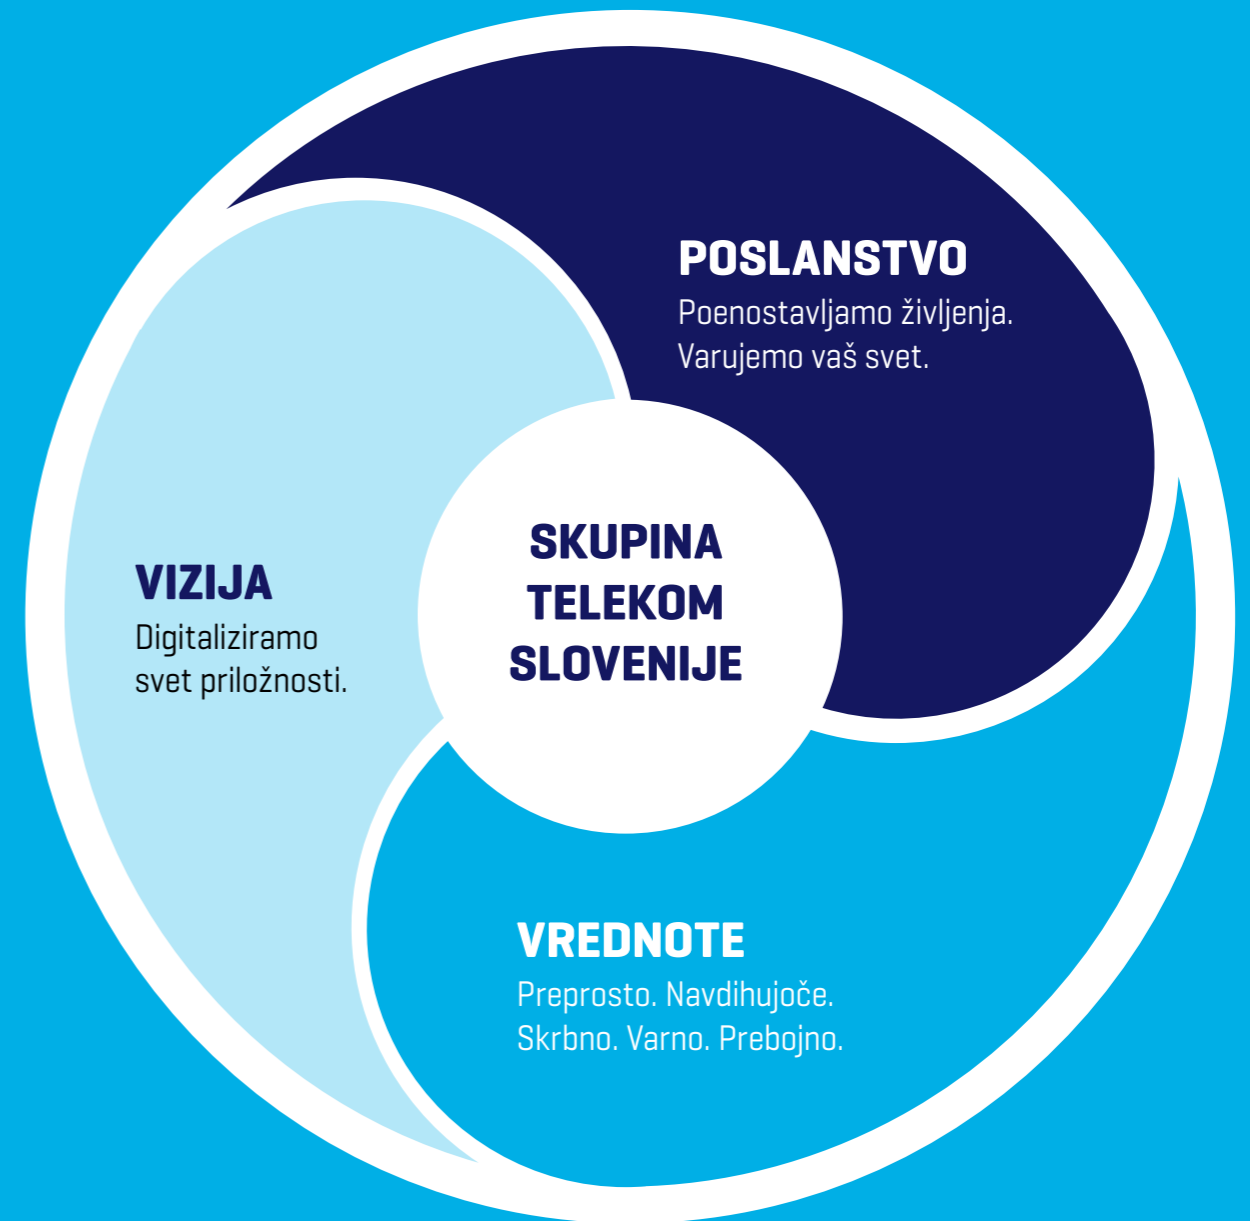 POSLANSTVO
Poenostavljamo življenja.
Varujemo vaš svet.
SKUPINA
TELEKOM
SLOVENIJE
VIZIJA
Digitaliziramo
svet priložnosti.
VREDNOTE
Preprosto. Navdihujoče.
Skrbno. Varno. Prebojno.